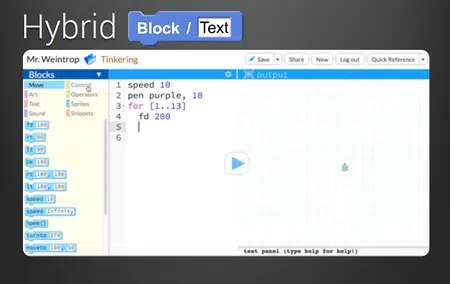 Hybrid Block / Text
Mr. Weintrop Tinkering Save Share New Log out Quick Reference
Blocks
output
Move Control
Art Operators
Text Sprites
Sound Snippets
1 speed 10
2 pen purple, 10
3 for [1..13]
4 fd 200
5
6
fd 100
rt 90
lt 90
bk 100
rt 180, 100
lt 180, 100
speed 10
speed Infinity
home()
turnto 270
moveto 100, 50
test panel (type help for help!)